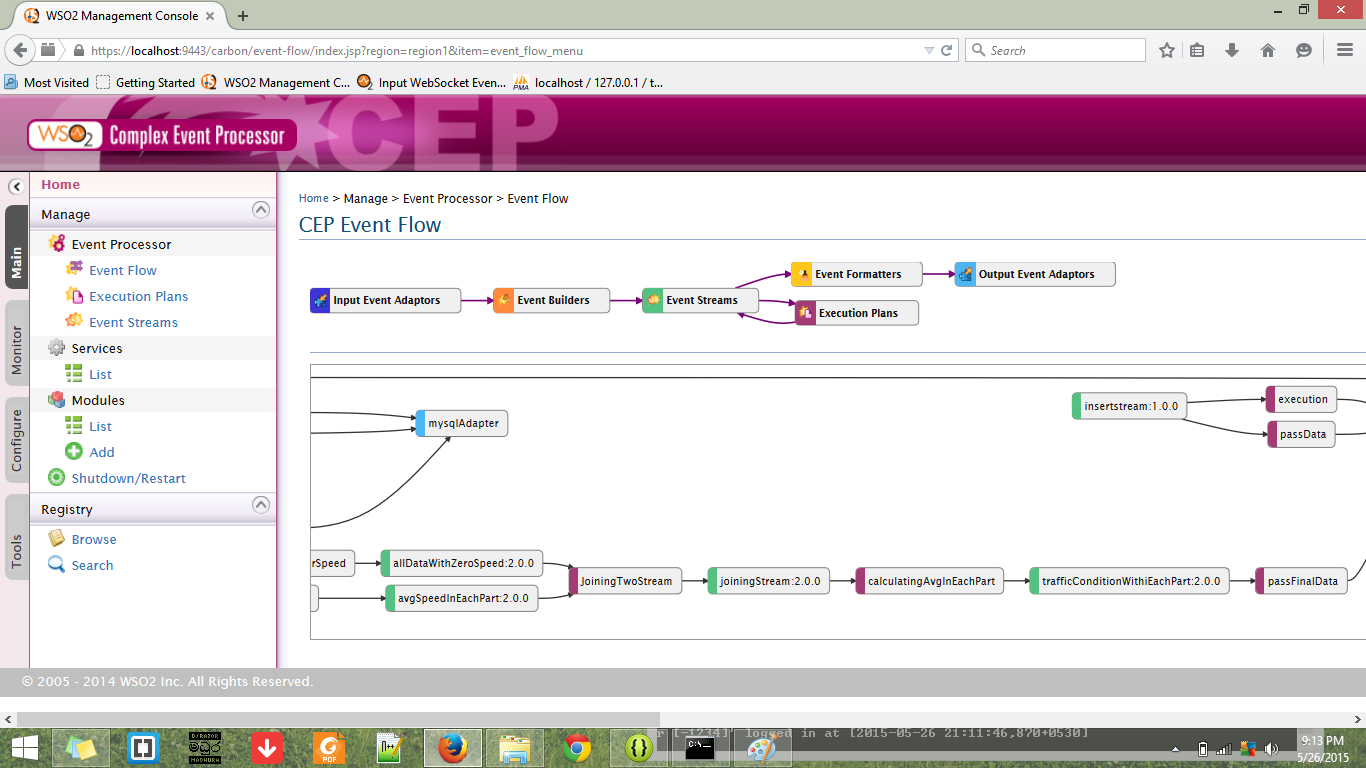 WSO2 Management Console
https://localhost:9443/carbon/event-flow/index.jsp?region=region1&item=event_flow_menu
Search
Most Visited
Getting Started
WSO2 Management C...
Input WebSocket Even...
localhost / 127.0.0.1 / t...
CEP
WSO2 Complex Event Processor
Main
Monitor
Configure
Tools
Home
Manage
Event Processor
Event Flow
Execution Plans
Event Streams
Services
List
Modules
List
Add
Shutdown/Restart
Registry
Browse
Search
Home > Manage > Event Processor > Event Flow
CEP Event Flow
Input Event Adaptors
Event Builders
Event Streams
Event Formatters
Output Event Adaptors
Execution Plans
mysqlAdapter
insertstream:1.0.0
execution
passData
rSpeed
allDataWithZeroSpeed:2.0.0
avgSpeedInEachPart:2.0.0
JoiningTwoStream
joiningStream:2.0.0
calculatingAvgInEachPart
trafficConditionWithiEachPart:2.0.0
passFinalData
© 2005 - 2014 WSO2 Inc. All Rights Reserved.
DJ RAZOR
මධුර
MADHURA
PDF
C:\
r [-1234]' logged in at [2015-05-26 21:11:46,870+0530]
9:13 PM
5/26/2015